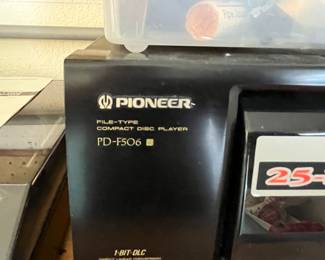 PIONEER
FILE-TYPE
COMPACT DISC PLAYER
PD-F506
25-
1-BIT DLC